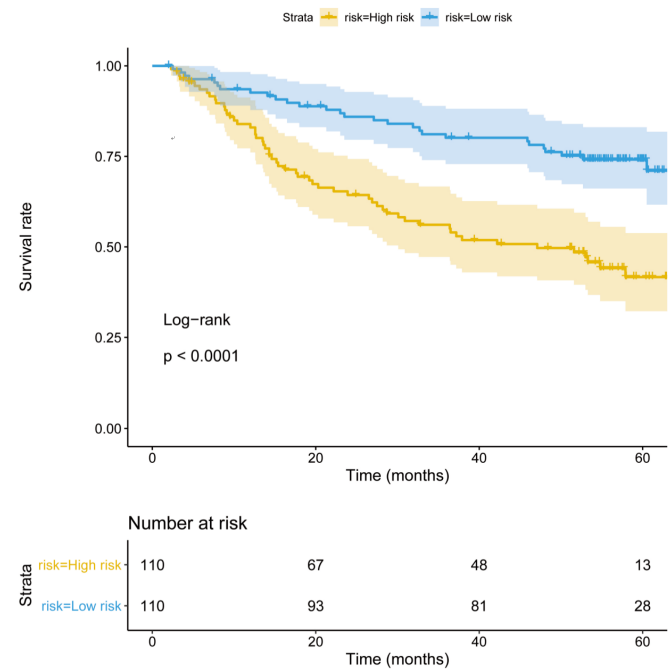 Strata risk=High risk risk=Low risk
1.00
0.75
0.50
0.25
0.00
Survival rate
Log−rank
p < 0.0001
0 20 40 60
Time (months)
Number at risk
Strata
risk=High risk 110 67 48 13
risk=Low risk 110 93 81 28
0 20 40 60
Time (months)